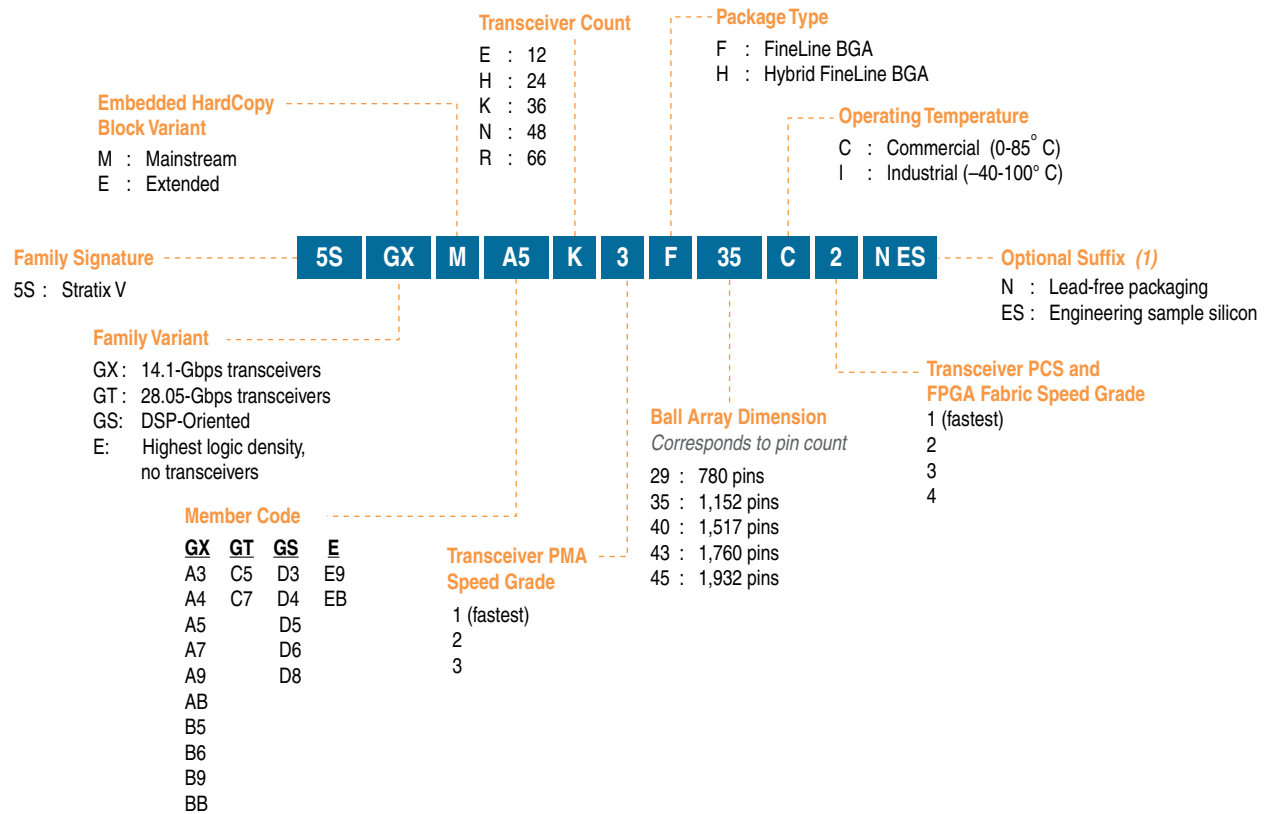 Transceiver Count
E : 12
H : 24
K : 36
N : 48
R : 66
Package Type
F : FineLine BGA
H : Hybrid FineLine BGA
Embedded HardCopy
Block Variant
M : Mainstream
E : Extended
Operating Temperature
C : Commercial (0-85° C)
I : Industrial (–40-100° C)
5S GX M A5 K 3 F 35 C 2 N ES
Family Signature
5S : Stratix V
Optional Suffix (1)
N : Lead-free packaging
ES : Engineering sample silicon
Family Variant
GX : 14.1-Gbps transceivers
GT : 28.05-Gbps transceivers
GS: DSP-Oriented
E: Highest logic density,
no transceivers
Transceiver PCS and
FPGA Fabric Speed Grade
1 (fastest)
2
3
4
Ball Array Dimension
Corresponds to pin count
29 : 780 pins
35 : 1,152 pins
40 : 1,517 pins
43 : 1,760 pins
45 : 1,932 pins
Member Code
GX GT GS E
A3 C5 D3 E9
A4 C7 D4 EB
A5 D5
A7 D6
A9 D8
AB
B5
B6
B9
BB
Transceiver PMA
Speed Grade
1 (fastest)
2
3